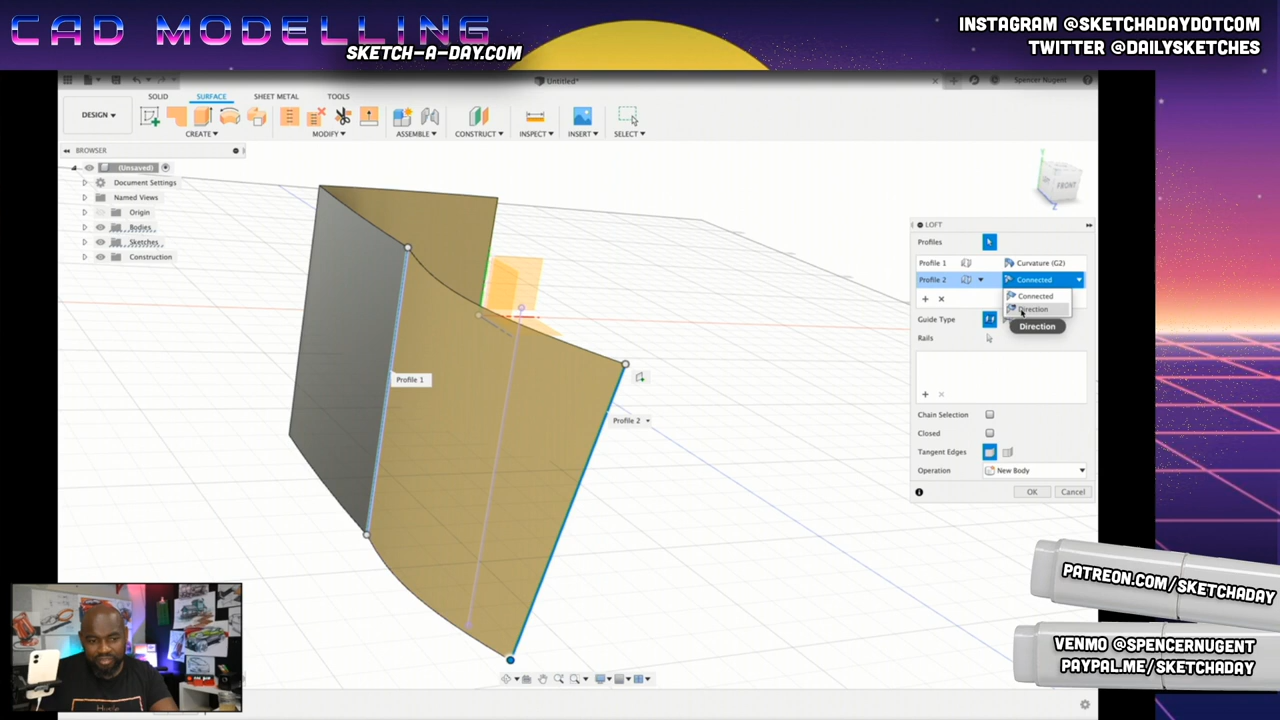 CAD MODELLING
SKETCH-A-DAY.COM
INSTAGRAM @SKETCHADAYDOTCOM
TWITTER @DAILYSKETCHES
Untitled*
Spencer Nugent
SOLID SURFACE SHEET METAL TOOLS
DESIGN
CREATE MODIFY ASSEMBLE CONSTRUCT INSPECT INSERT SELECT
BROWSER
(Unsaved)
Document Settings
Named Views
Origin
Bodies
Sketches
Construction
FRONT
Y
Z
LOFT
Profiles
Profile 1 Curvature (G2)
Profile 2 Connected
Connected
Direction
Guide Type
Direction
Rails
Chain Selection
Closed
Tangent Edges
Operation New Body
OK Cancel
Profile 1
Profile 2
PATREON.COM/SKETCHADAY
VENMO @SPENCERNUGENT
PAYPAL.ME/SKETCHADAY